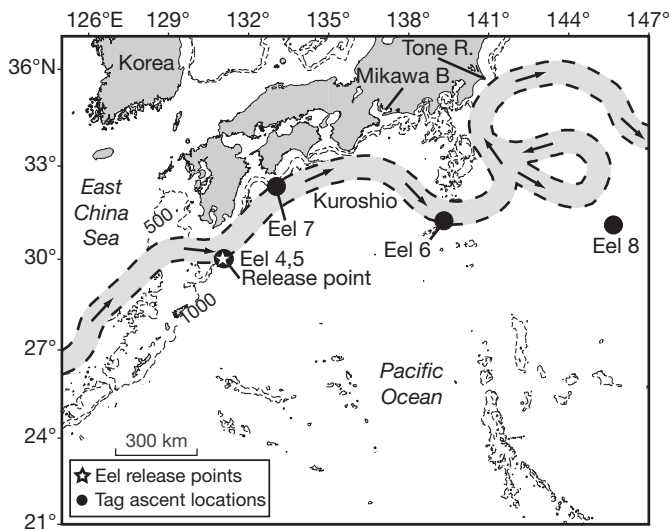 126°E 129° 132° 135° 138° 141° 144° 147°
36°N
33°
30°
27°
24°
21°
Korea
Tone R.
Mikawa B.
East
China
Sea
500
Kuroshio
Eel 7
Eel 6
Eel 8
Eel 4,5
Release point
1000
Pacific
Ocean
300 km
Eel release points
Tag ascent locations